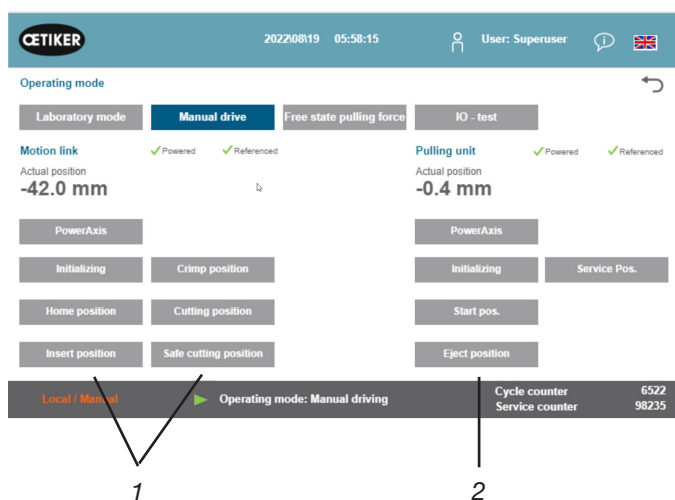 OETIKER
2022\08\19 05:58:15
User: Superuser
Operating mode
Laboratory mode Manual drive Free state pulling force IO - test
Motion link Powered Referenced Pulling unit Powered Referenced
Actual position Actual position
-42.0 mm -0.4 mm
PowerAxis PowerAxis
Initializing Crimp position Initializing Service Pos.
Home position Cutting position Start pos.
Insert position Safe cutting position Eject position
Local / Manual Operating mode: Manual driving Cycle counter 6522
Service counter 98235
1 2